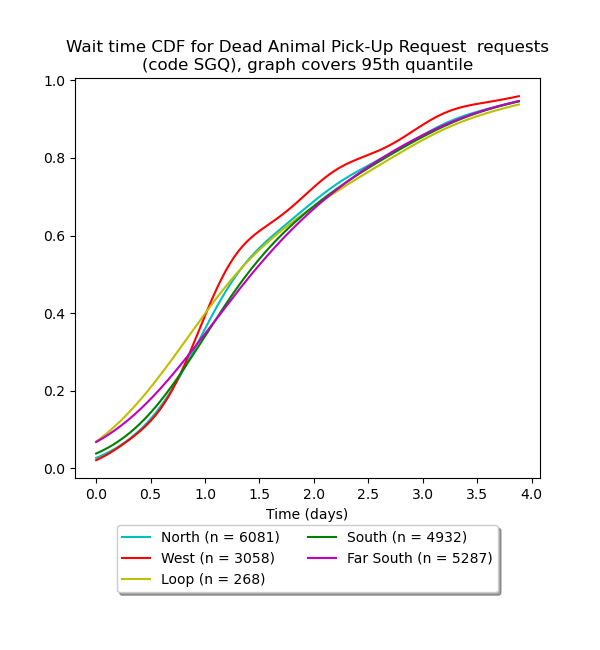 Wait time CDF for Dead Animal Pick-Up Request  requests
(code SGQ), graph covers 95th quantile
1.0
0.8
0.6
0.4
0.2
0.0
0.0 0.5 1.0 1.5 2.0 2.5 3.0 3.5 4.0
Time (days)
North (n = 6081) South (n = 4932)
West (n = 3058) Far South (n = 5287)
Loop (n = 268)